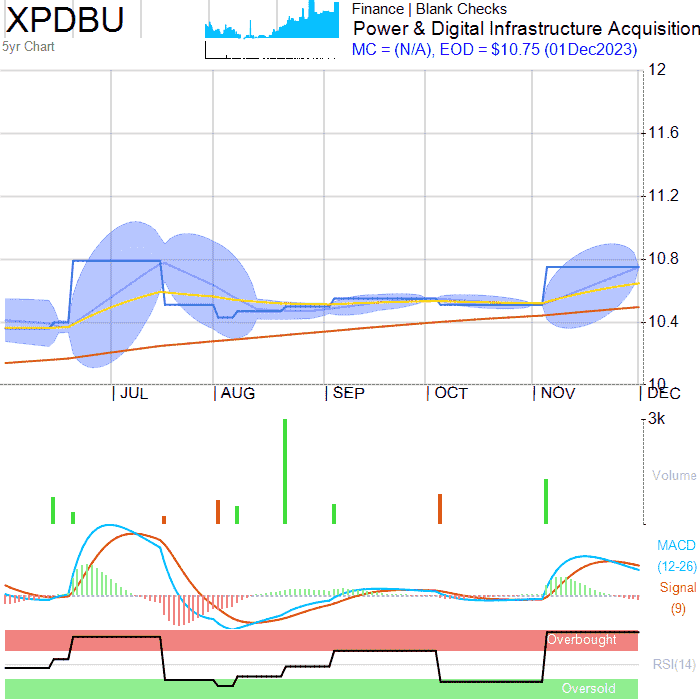 XPDBU
5yr Chart
Finance | Blank Checks
Power & Digital Infrastructure Acquisition
MC = (N/A), EOD = $10.75 (01Dec2023)
12
11.6
11.2
10.8
10.4
10
JUL AUG SEP OCT NOV DEC
3k
Volume
MACD
(12-26)
Signal
(9)
Overbought
RSI(14)
Oversold